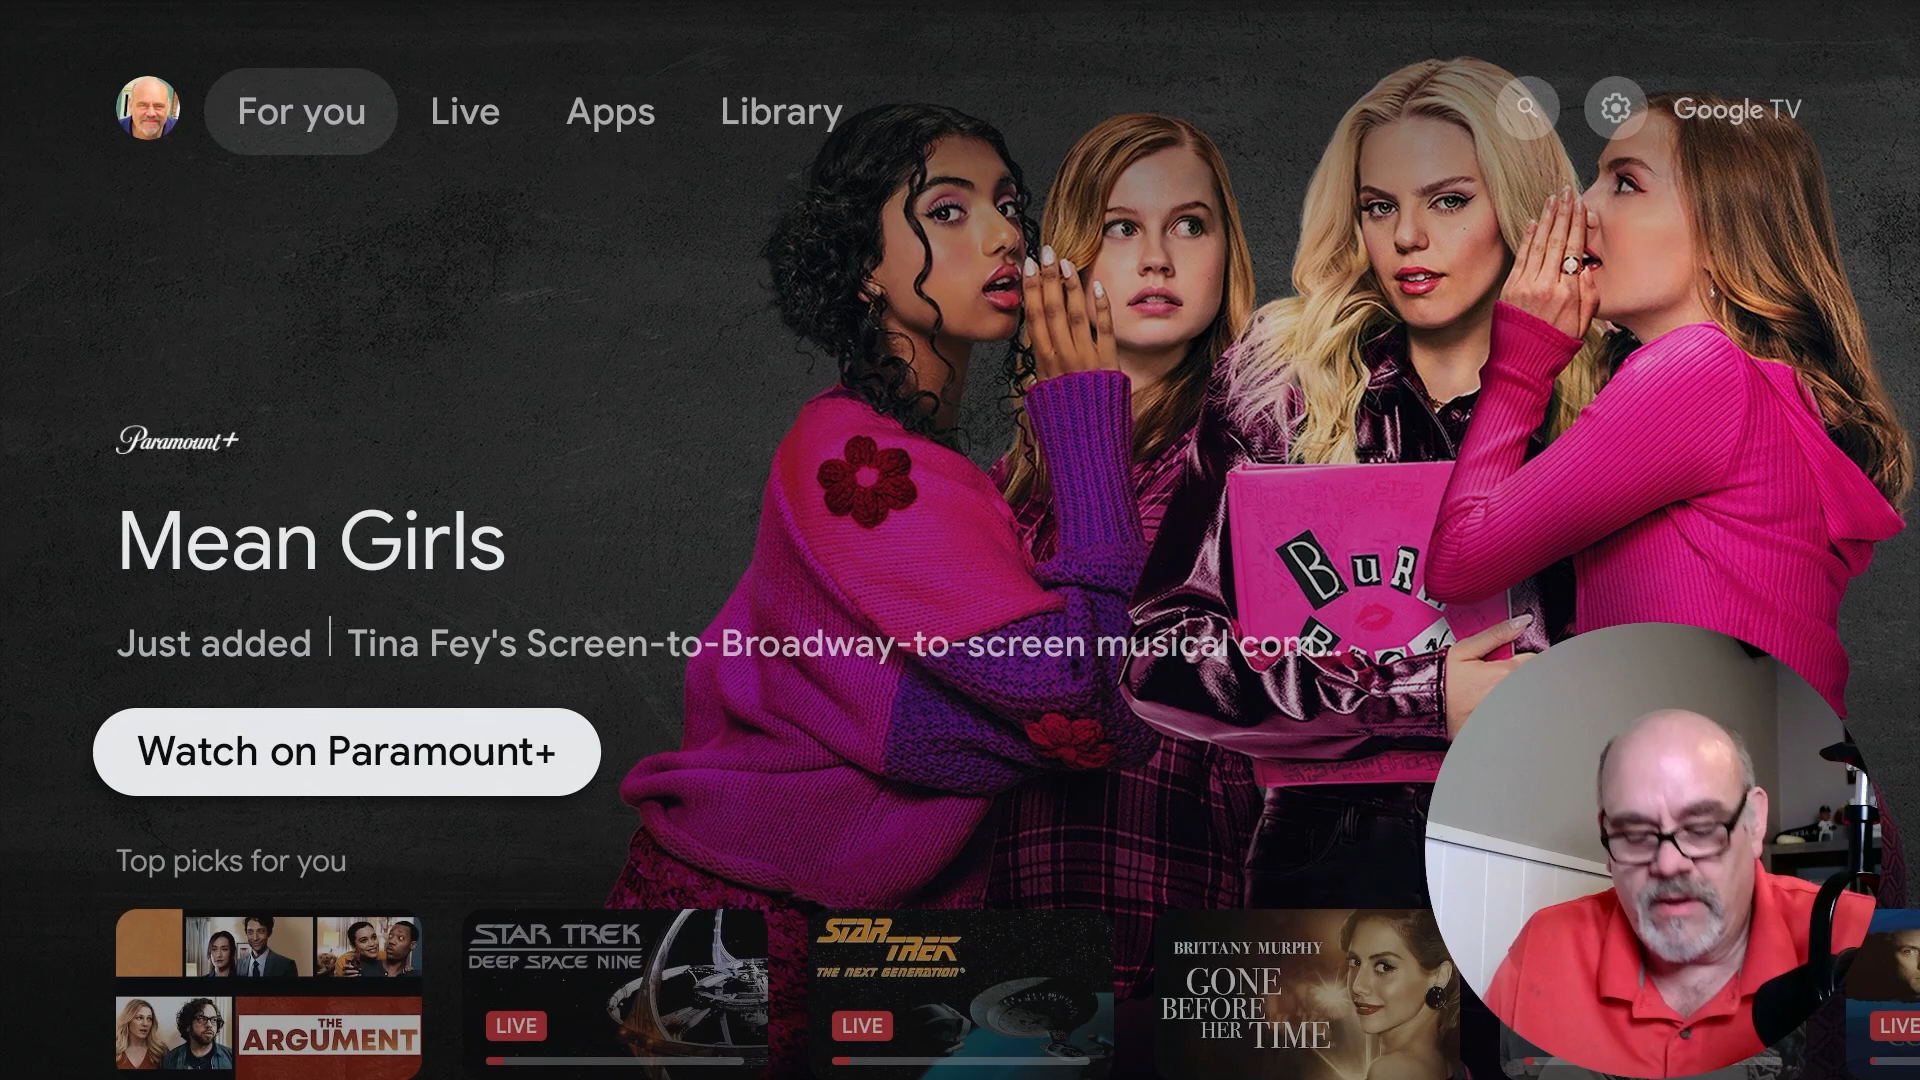 For you
Live
Apps
Library
Google TV
Paramount+
Mean Girls
Just added
Tina Fey's Screen-to-Broadway-to-screen musical com...
Watch on Paramount+
Top picks for you
THE
ARGUMENT
STAR TREK
DEEP SPACE NINE
LIVE
STAR
TREK
THE NEXT GENERATION
LIVE
BRITTANY MURPHY
GONE
BEFORE
HER TIME
LIVE